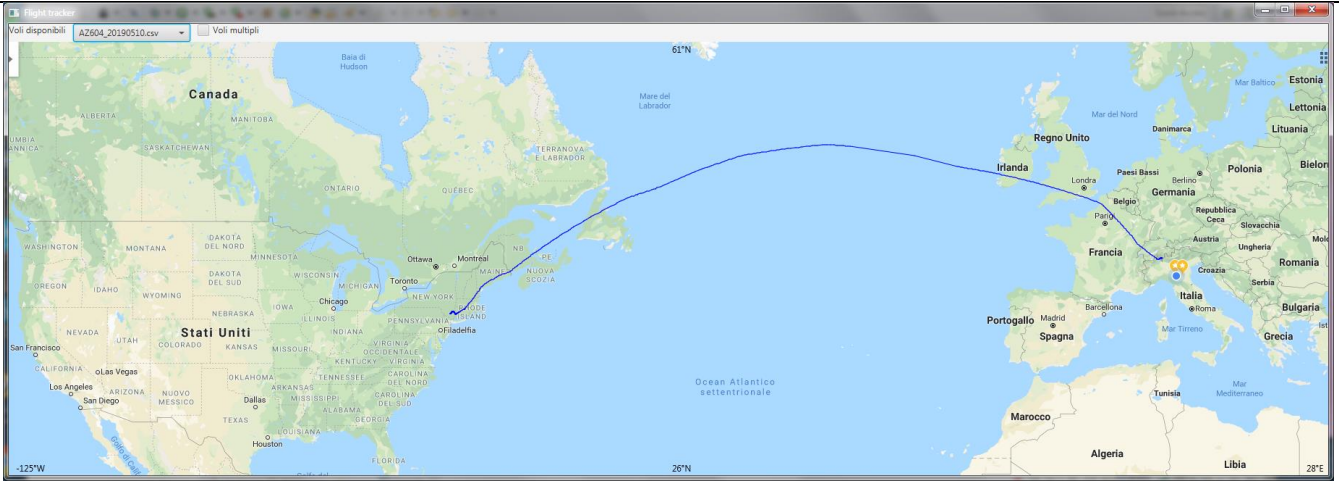 Flight tracker
Voli disponibili AZ604_20190510.csv Voli multipli
61°N
Baia di
Hudson
Canada
Mare del
Labrador
Mar Baltico
Estonia
ALBERTA
MANITOBA
Mar del Nord
Lettonia
Danimarca
Lituania
Regno Unito
SASKATCHEWAN
TERRANOVA
E LABRADOR
Irlanda
Paesi Bassi
Polonia
Londra
Berlino
Germania
ONTARIO
QUÉBEC
Belgio
Parigi
Repubblica
Ceca
Slovacchia
Austria
Ungheria
WASHINGTON
MONTANA
DAKOTA
DEL NORD
MINNESOTA
NB
PE
Ottawa
Montréal
Francia
Romania
MAINE
NUOVA
SCOZIA
Croazia
OREGON
IDAHO
DAKOTA
DEL SUD
WISCONSIN
MICHIGAN
Toronto
Serbia
WYOMING
NEW YORK
Italia
Chicago
IOWA
RHODE
ISLAND
Barcellona
Roma
Bulgaria
NEBRASKA
ILLINOIS
PENNSYLVANIA
Portogallo
Madrid
Stati Uniti
INDIANA
Filadelfia
Mar Tirreno
NEVADA
UTAH
COLORADO
KANSAS
MISSOURI
VIRGINIA
OCCIDENTALE
Spagna
Grecia
San Francisco
KENTUCKY
VIRGINIA
CALIFORNIA
Las Vegas
OKLAHOMA
TENNESSEE
CAROLINA
DEL NORD
Ocean Atlantico
settentrionale
Los Angeles
ARIZONA
NUOVO
MESSICO
ARKANSAS
MISSISSIPPI
CAROLINA
DEL SUD
Tunisia
Mar
Mediterraneo
San Diego
Dallas
ALABAMA
TEXAS
GEORGIA
Marocco
LOUISIANA
Houston
FLORIDA
Algeria
Libia
-125°W
26°N
28°E